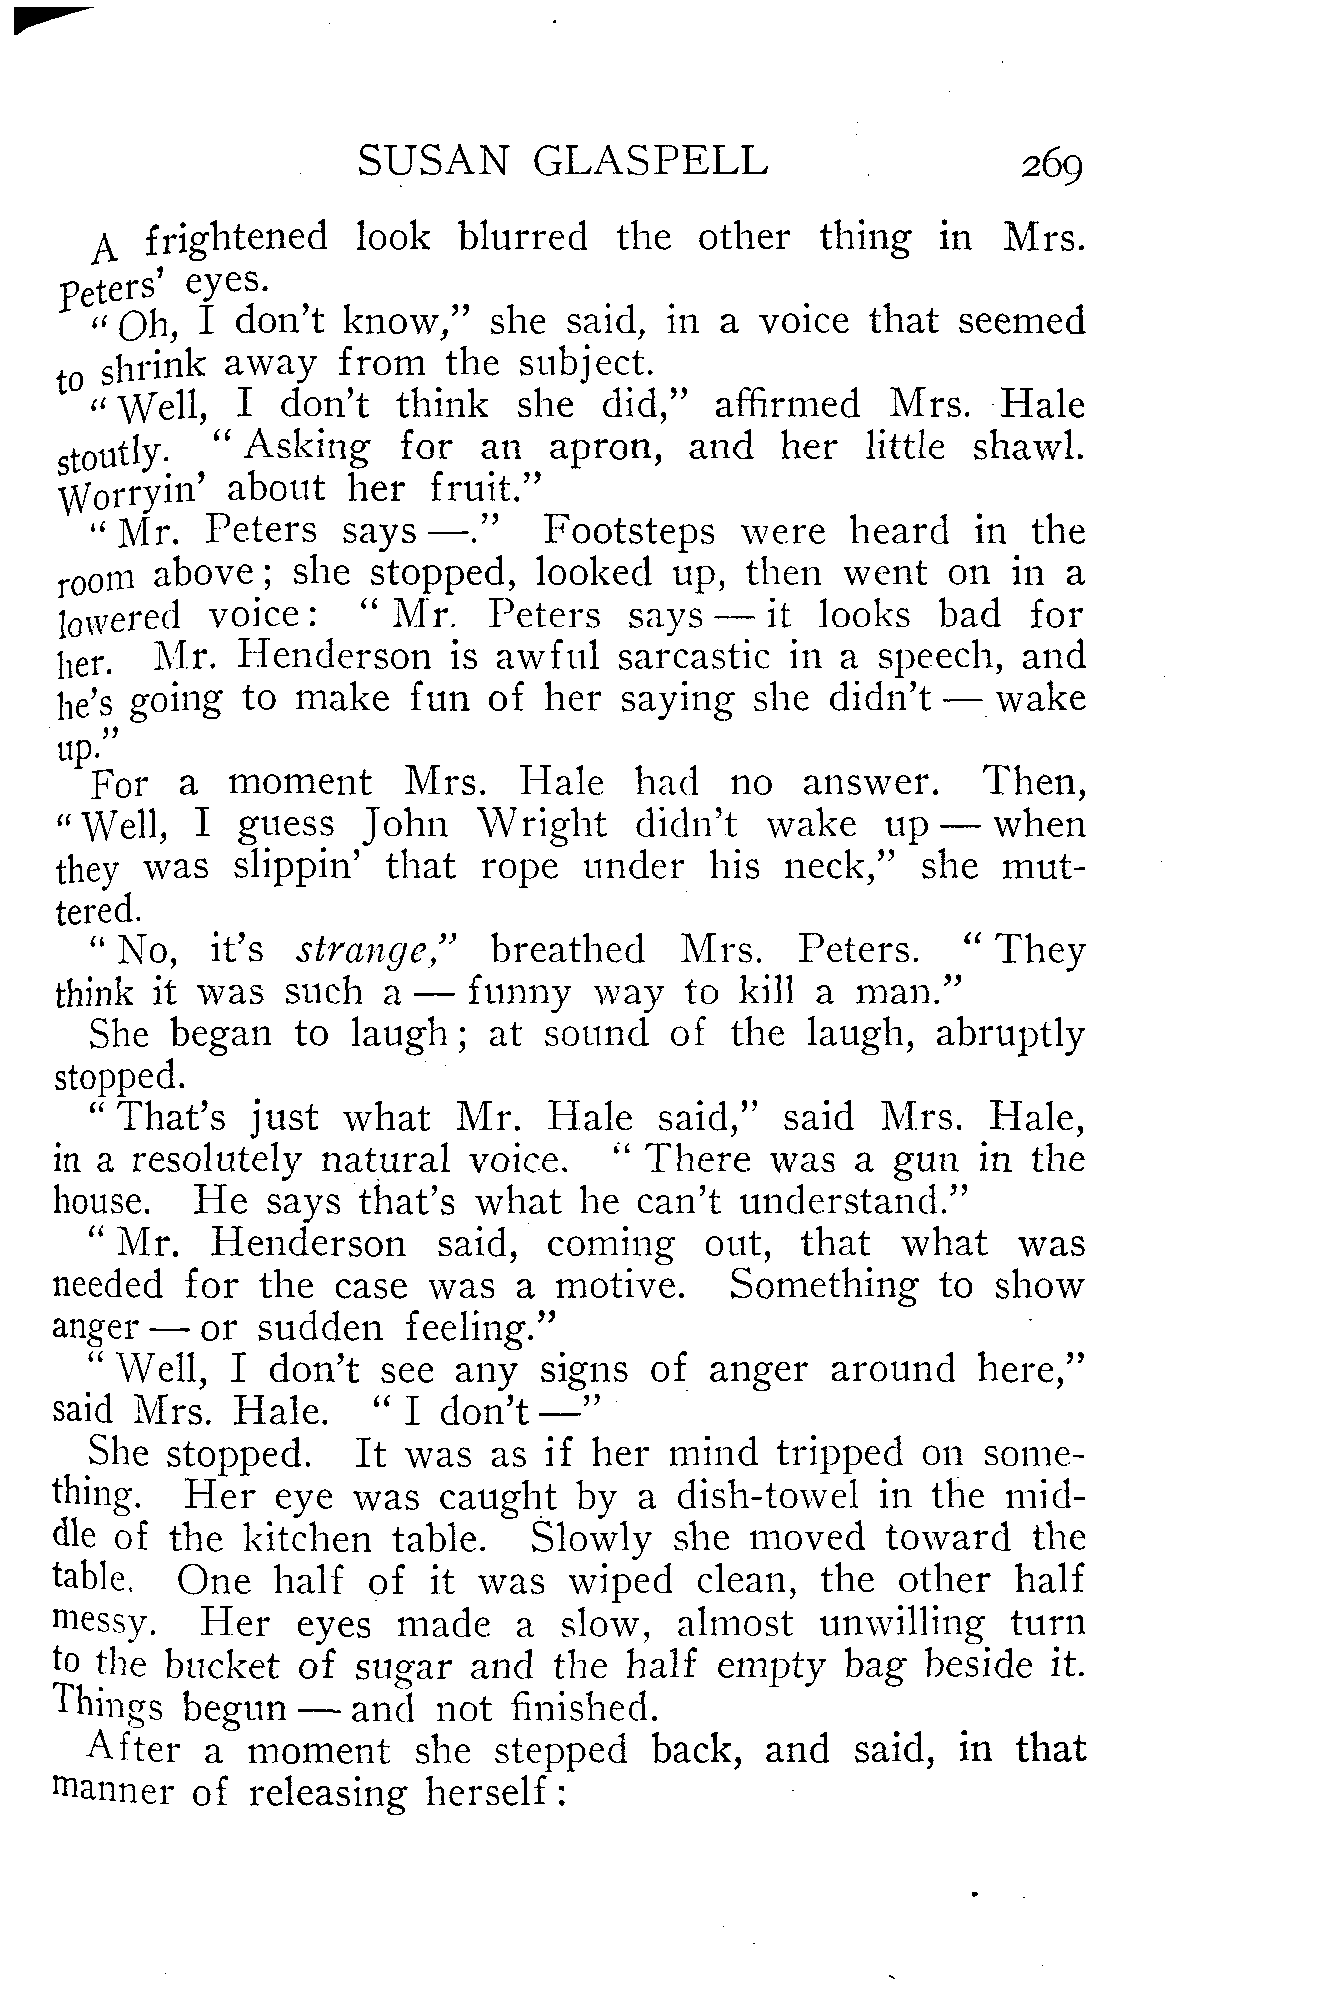 SUSAN GLASPELL 269
A frightened look blurred the other thing in Mrs.
Peters' eyes.
"Oh, I don't know," she said, in a voice that seemed
to shrink away from the subject.
"Well, I don't think she did," affirmed Mrs. Hale
stoutly. "Asking for an apron, and her little shawl.
Worryin' about her fruit."
"Mr. Peters says —." Footsteps were heard in the
room above; she stopped, looked up, then went on in a
lowered voice: "Mr. Peters says — it looks bad for
her. Mr. Henderson is awful sarcastic in a speech, and
he's going to make fun of her saying she didn't — wake
up."
For a moment Mrs. Hale had no answer. Then,
"Well, I guess John Wright didn't wake up — when
they was slippin' that rope under his neck," she mut-
tered.
"No, it's strange," breathed Mrs. Peters. "They
think it was such a — funny way to kill a man."
She began to laugh; at sound of the laugh, abruptly
stopped.
"That's just what Mr. Hale said," said Mrs. Hale,
in a resolutely natural voice. "There was a gun in the
house. He says that's what he can't understand."
"Mr. Henderson said, coming out, that what was
needed for the case was a motive. Something to show
anger — or sudden feeling."
"Well, I don't see any signs of anger around here,"
said Mrs. Hale. "I don't —"
She stopped. It was as if her mind tripped on some-
thing. Her eye was caught by a dish-towel in the mid-
dle of the kitchen table. Slowly she moved toward the
table. One half of it was wiped clean, the other half
messy. Her eyes made a slow, almost unwilling turn
to the bucket of sugar and the half empty bag beside it.
Things begun — and not finished.
After a moment she stepped back, and said, in that
manner of releasing herself: